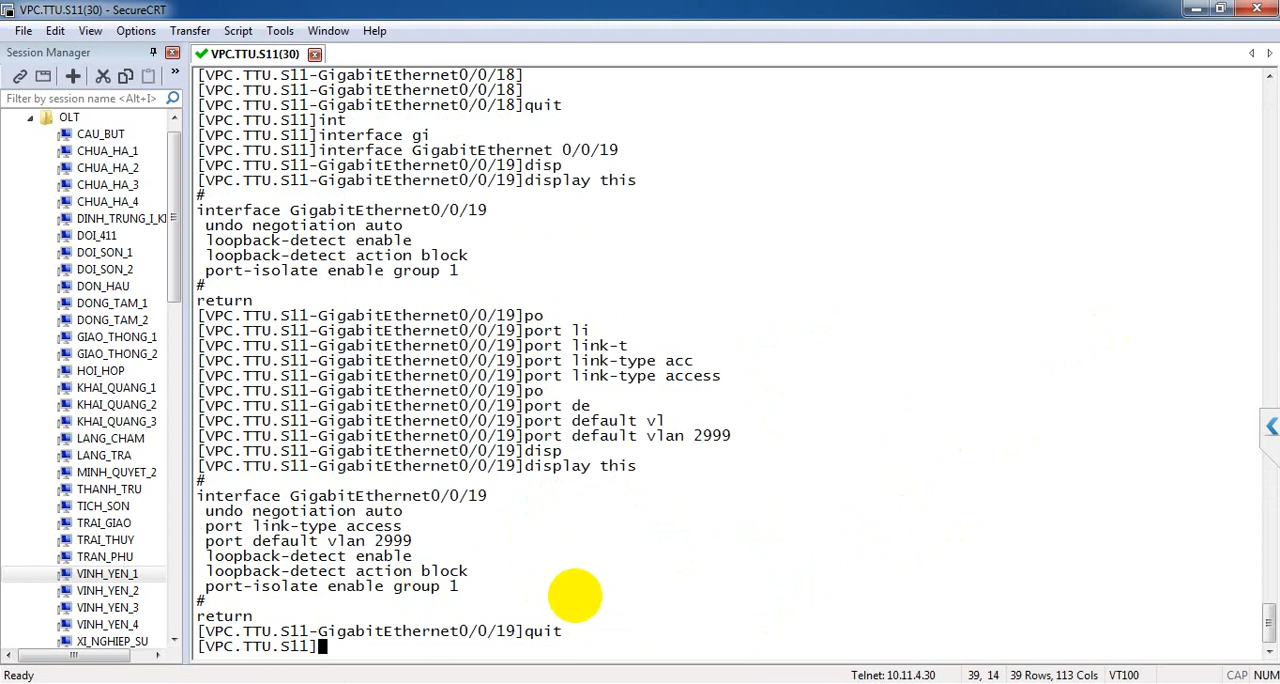 VPC.TTU.S11(30) - SecureCRT
File Edit View Options Transfer Script Tools Window Help
Session Manager
VPC.TTU.S11(30)
Filter by session name <Alt+I>
OLT
CAU_BUT
CHUA_HA_1
CHUA_HA_2
CHUA_HA_3
CHUA_HA_4
DINH_TRUNG_I_KI
DOI_411
DOI_SON_1
DOI_SON_2
DON_HAU
DONG_TAM_1
DONG_TAM_2
GIAO_THONG_1
GIAO_THONG_2
HOI_HOP
KHAI_QUANG_1
KHAI_QUANG_2
KHAI_QUANG_3
LANG_CHAM
LANG_TRA
MINH_QUYET_2
THANH_TRU
TICH_SON
TRAI_GIAO
TRAI_THUY
TRAN_PHU
VINH_YEN_1
VINH_YEN_2
VINH_YEN_3
VINH_YEN_4
XI_NGHIEP_SU
[VPC.TTU.S11-GigabitEthernet0/0/18]
[VPC.TTU.S11-GigabitEthernet0/0/18]
[VPC.TTU.S11-GigabitEthernet0/0/18]quit
[VPC.TTU.S11]int
[VPC.TTU.S11]interface gi
[VPC.TTU.S11]interface GigabitEthernet 0/0/19
[VPC.TTU.S11-GigabitEthernet0/0/19]disp
[VPC.TTU.S11-GigabitEthernet0/0/19]display this
#
interface GigabitEthernet0/0/19
undo negotiation auto
loopback-detect enable
loopback-detect action block
port-isolate enable group 1
#
return
[VPC.TTU.S11-GigabitEthernet0/0/19]po
[VPC.TTU.S11-GigabitEthernet0/0/19]port li
[VPC.TTU.S11-GigabitEthernet0/0/19]port link-t
[VPC.TTU.S11-GigabitEthernet0/0/19]port link-type acc
[VPC.TTU.S11-GigabitEthernet0/0/19]port link-type access
[VPC.TTU.S11-GigabitEthernet0/0/19]po
[VPC.TTU.S11-GigabitEthernet0/0/19]port de
[VPC.TTU.S11-GigabitEthernet0/0/19]port default vl
[VPC.TTU.S11-GigabitEthernet0/0/19]port default vlan 2999
[VPC.TTU.S11-GigabitEthernet0/0/19]disp
[VPC.TTU.S11-GigabitEthernet0/0/19]display this
#
interface GigabitEthernet0/0/19
undo negotiation auto
port link-type access
port default vlan 2999
loopback-detect enable
loopback-detect action block
port-isolate enable group 1
#
return
[VPC.TTU.S11-GigabitEthernet0/0/19]quit
[VPC.TTU.S11]
Ready Telnet: 10.11.4.30 39, 14 39 Rows, 113 Cols VT100 CAP NUM